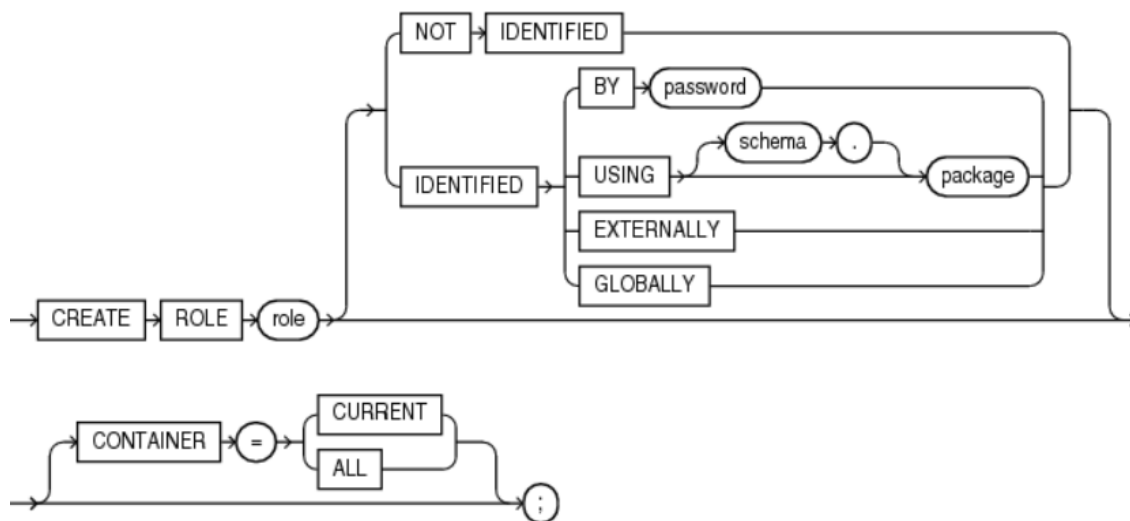 NOT IDENTIFIED
BY password
schema .
IDENTIFIED USING package
EXTERNALLY
GLOBALLY
CREATE ROLE role
CURRENT
CONTAINER =
ALL
;